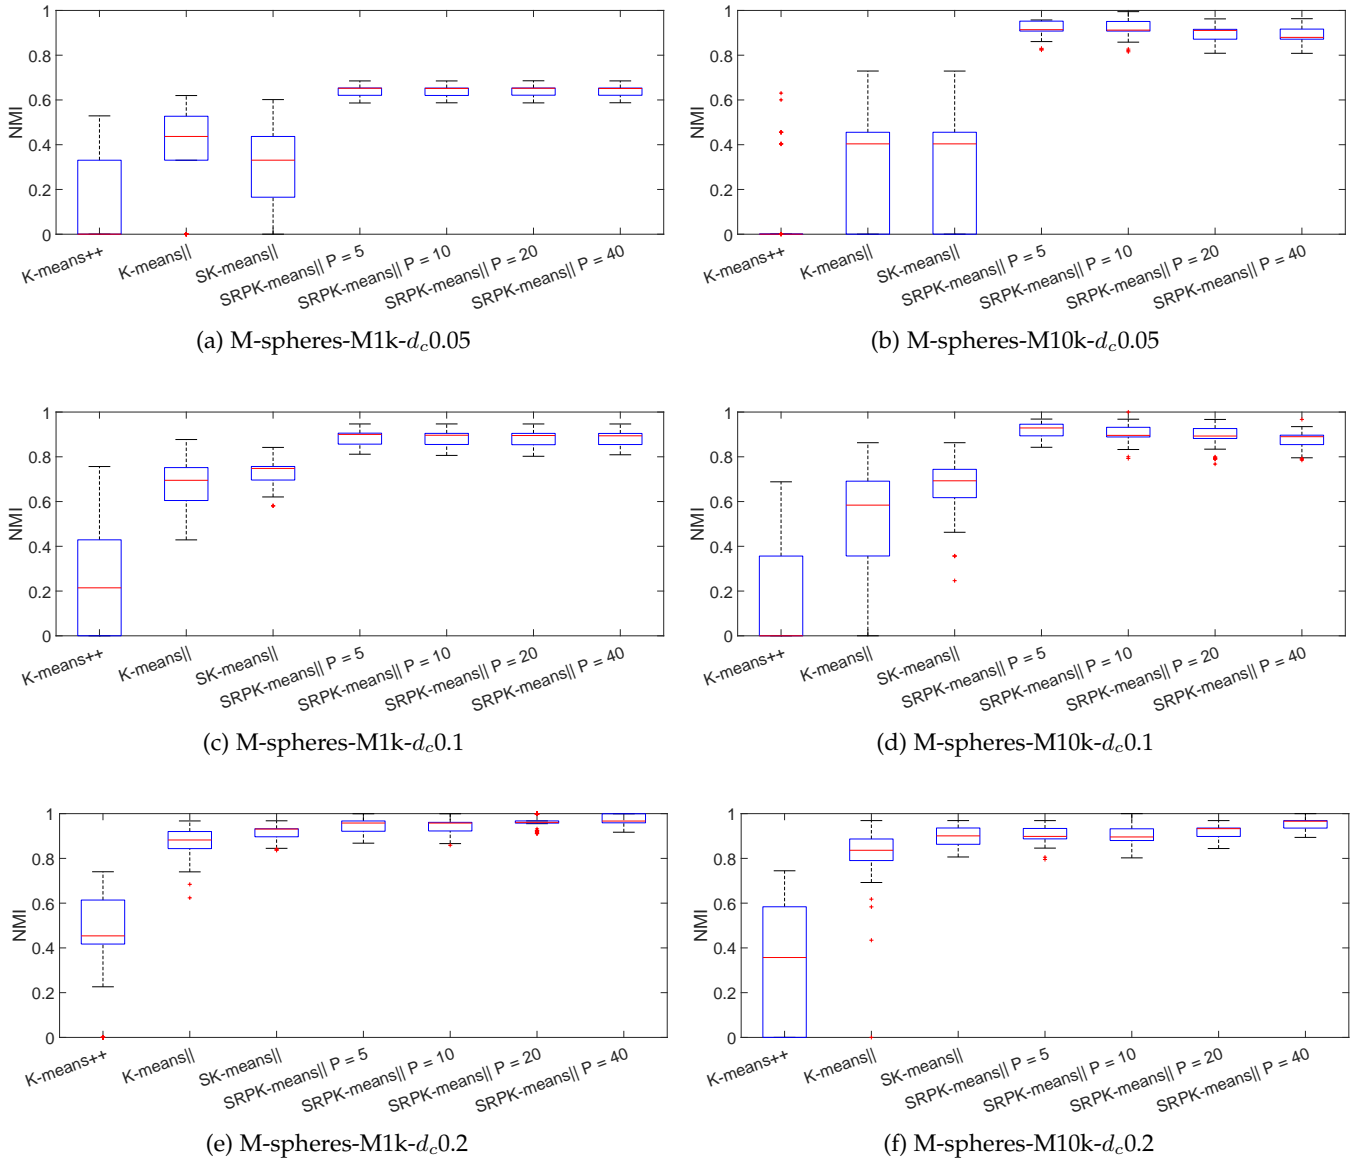 1
0.8
0.6
0.4
0.2
0
NMI
K-means++
K-means||
SK-means||
SRPK-means|| P = 5
SRPK-means|| P = 10
SRPK-means|| P = 20
SRPK-means|| P = 40
(a) M-spheres-M1k-d_c0.05
1
0.8
0.6
0.4
0.2
0
NMI
K-means++
K-means||
SK-means||
SRPK-means|| P = 5
SRPK-means|| P = 10
SRPK-means|| P = 20
SRPK-means|| P = 40
(b) M-spheres-M10k-d_c0.05
1
0.8
0.6
0.4
0.2
0
NMI
K-means++
K-means||
SK-means||
SRPK-means|| P = 5
SRPK-means|| P = 10
SRPK-means|| P = 20
SRPK-means|| P = 40
(c) M-spheres-M1k-d_c0.1
1
0.8
0.6
0.4
0.2
0
NMI
K-means++
K-means||
SK-means||
SRPK-means|| P = 5
SRPK-means|| P = 10
SRPK-means|| P = 20
SRPK-means|| P = 40
(d) M-spheres-M10k-d_c0.1
1
0.8
0.6
0.4
0.2
0
NMI
K-means++
K-means||
SK-means||
SRPK-means|| P = 5
SRPK-means|| P = 10
SRPK-means|| P = 20
SRPK-means|| P = 40
(e) M-spheres-M1k-d_c0.2
1
0.8
0.6
0.4
0.2
0
NMI
K-means++
K-means||
SK-means||
SRPK-means|| P = 5
SRPK-means|| P = 10
SRPK-means|| P = 20
SRPK-means|| P = 40
(f) M-spheres-M10k-d_c0.2